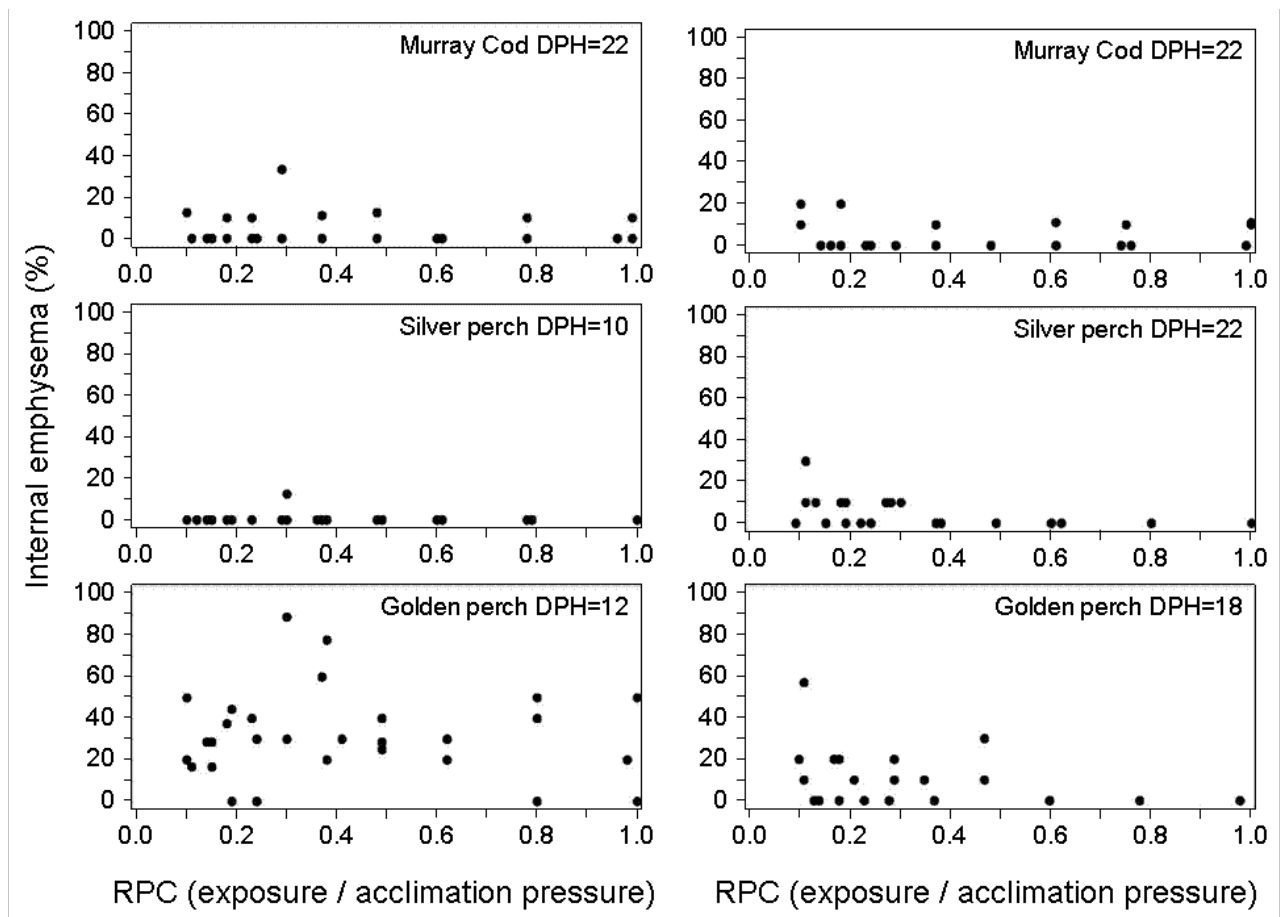 Internal emphysema (%)
Murray Cod DPH=22
100
80
60
40
20
0
0.0 0.2 0.4 0.6 0.8 1.0
Murray Cod DPH=22
100
80
60
40
20
0
0.0 0.2 0.4 0.6 0.8 1.0
Silver perch DPH=10
100
80
60
40
20
0
0.0 0.2 0.4 0.6 0.8 1.0
Silver perch DPH=22
100
80
60
40
20
0
0.0 0.2 0.4 0.6 0.8 1.0
Golden perch DPH=12
100
80
60
40
20
0
0.0 0.2 0.4 0.6 0.8 1.0
Golden perch DPH=18
100
80
60
40
20
0
0.0 0.2 0.4 0.6 0.8 1.0
RPC (exposure / acclimation pressure)
RPC (exposure / acclimation pressure)